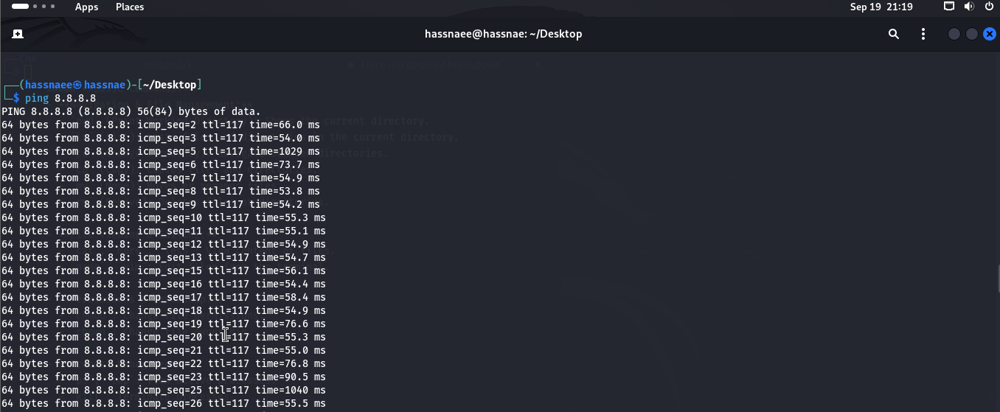 Apps Places Sep 19 21:19
hassnaee@hassnae: ~/Desktop
(hassnaee㉿hassnae)-[~/Desktop]
$ ping 8.8.8.8
PING 8.8.8.8 (8.8.8.8) 56(84) bytes of data.
64 bytes from 8.8.8.8: icmp_seq=2 ttl=117 time=66.0 ms
64 bytes from 8.8.8.8: icmp_seq=3 ttl=117 time=54.0 ms
64 bytes from 8.8.8.8: icmp_seq=5 ttl=117 time=1029 ms
64 bytes from 8.8.8.8: icmp_seq=6 ttl=117 time=73.7 ms
64 bytes from 8.8.8.8: icmp_seq=7 ttl=117 time=54.9 ms
64 bytes from 8.8.8.8: icmp_seq=8 ttl=117 time=53.8 ms
64 bytes from 8.8.8.8: icmp_seq=9 ttl=117 time=54.2 ms
64 bytes from 8.8.8.8: icmp_seq=10 ttl=117 time=55.3 ms
64 bytes from 8.8.8.8: icmp_seq=11 ttl=117 time=55.1 ms
64 bytes from 8.8.8.8: icmp_seq=12 ttl=117 time=54.9 ms
64 bytes from 8.8.8.8: icmp_seq=13 ttl=117 time=54.7 ms
64 bytes from 8.8.8.8: icmp_seq=15 ttl=117 time=56.1 ms
64 bytes from 8.8.8.8: icmp_seq=16 ttl=117 time=54.4 ms
64 bytes from 8.8.8.8: icmp_seq=17 ttl=117 time=58.4 ms
64 bytes from 8.8.8.8: icmp_seq=18 ttl=117 time=54.9 ms
64 bytes from 8.8.8.8: icmp_seq=19 ttl=117 time=76.6 ms
64 bytes from 8.8.8.8: icmp_seq=20 ttl=117 time=55.3 ms
64 bytes from 8.8.8.8: icmp_seq=21 ttl=117 time=55.0 ms
64 bytes from 8.8.8.8: icmp_seq=22 ttl=117 time=76.8 ms
64 bytes from 8.8.8.8: icmp_seq=23 ttl=117 time=90.5 ms
64 bytes from 8.8.8.8: icmp_seq=25 ttl=117 time=1040 ms
64 bytes from 8.8.8.8: icmp_seq=26 ttl=117 time=55.5 ms